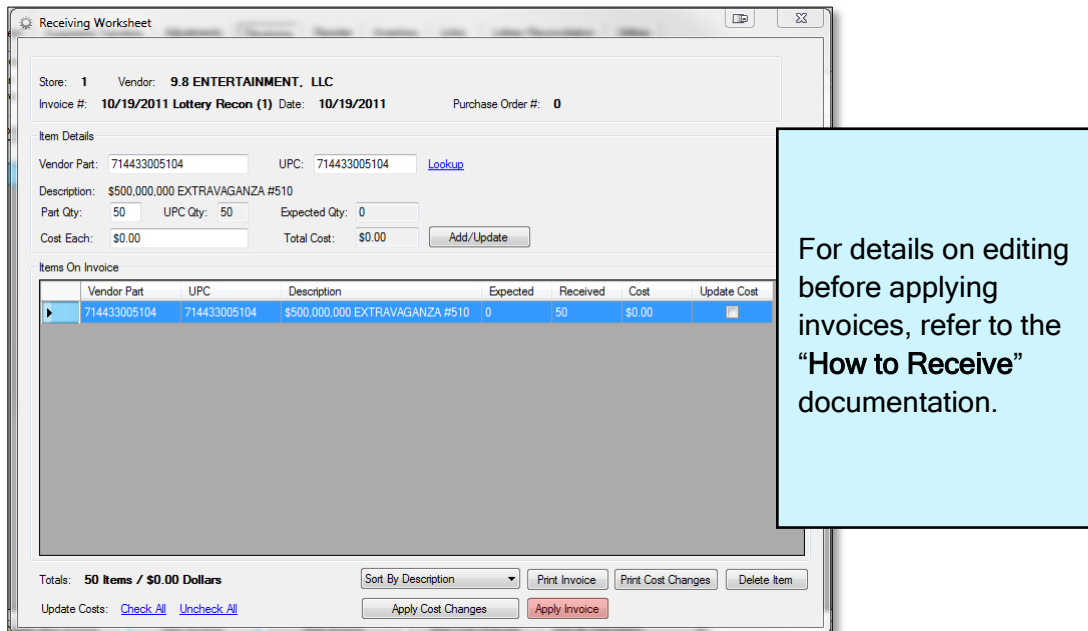 Receiving Worksheet
Store: 1 Vendor: 9.8 ENTERTAINMENT, LLC
Invoice #: 10/19/2011 Lottery Recon (1) Date: 10/19/2011 Purchase Order #: 0
Item Details
Vendor Part: 714433005104 UPC: 714433005104 Lookup
Description: $500,000,000 EXTRAVAGANZA #510
Part Qty: 50 UPC Qty: 50 Expected Qty: 0
Cost Each: $0.00 Total Cost: $0.00 Add/Update
Items On Invoice
Vendor Part UPC Description Expected Received Cost Update Cost
714433005104 714433005104 $500,000,000 EXTRAVAGANZA #510 0 50 $0.00
Totals: 50 Items / $0.00 Dollars Sort By Description Print Invoice Print Cost Changes Delete Item
Update Costs: Check All Uncheck All Apply Cost Changes Apply Invoice
For details on editing
before applying
invoices, refer to the
“How to Receive”
documentation.